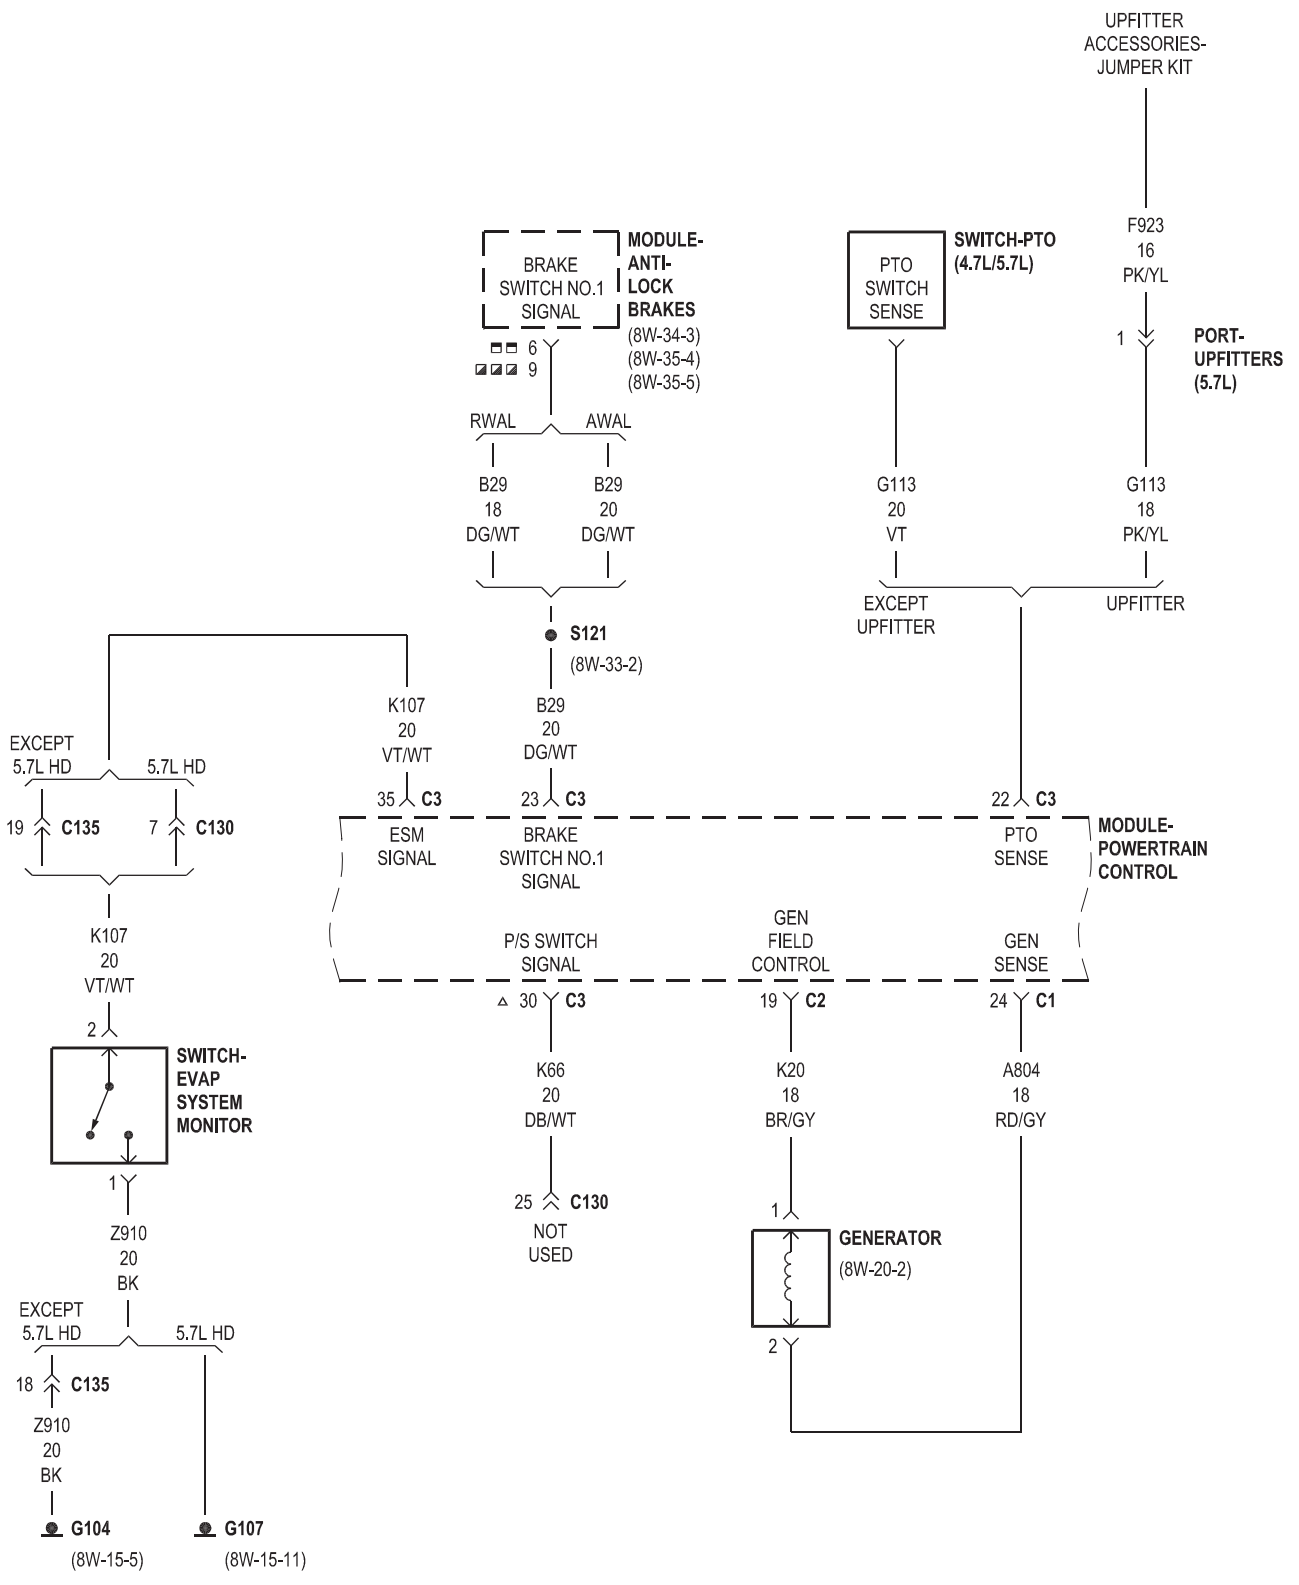 UPFITTER
ACCESSORIES-
JUMPER KIT
F923
16
PK/YL
1
PORT-
UPFITTERS
(5.7L)
G113
18
PK/YL
UPFITTER
PTO
SWITCH
SENSE
SWITCH-PTO
(4.7L/5.7L)
G113
20
VT
EXCEPT
UPFITTER
BRAKE
SWITCH NO.1
SIGNAL
MODULE-
ANTI-
LOCK
BRAKES
(8W-34-3)
(8W-35-4)
(8W-35-5)
6
9
RWAL
AWAL
B29
18
DG/WT
B29
20
DG/WT
S121
(8W-33-2)
B29
20
DG/WT
K107
20
VT/WT
EXCEPT
5.7L HD
5.7L HD
19
C135
7
C130
35
C3
23
C3
22
C3
ESM
SIGNAL
BRAKE
SWITCH NO.1
SIGNAL
PTO
SENSE
MODULE-
POWERTRAIN
CONTROL
P/S SWITCH
SIGNAL
GEN
FIELD
CONTROL
GEN
SENSE
30
C3
19
C2
24
C1
K107
20
VT/WT
2
SWITCH-
EVAP
SYSTEM
MONITOR
1
Z910
20
BK
EXCEPT
5.7L HD
5.7L HD
18
C135
Z910
20
BK
G104
(8W-15-5)
G107
(8W-15-11)
K66
20
DB/WT
25
C130
NOT
USED
K20
18
BR/GY
1
GENERATOR
(8W-20-2)
2
A804
18
RD/GY